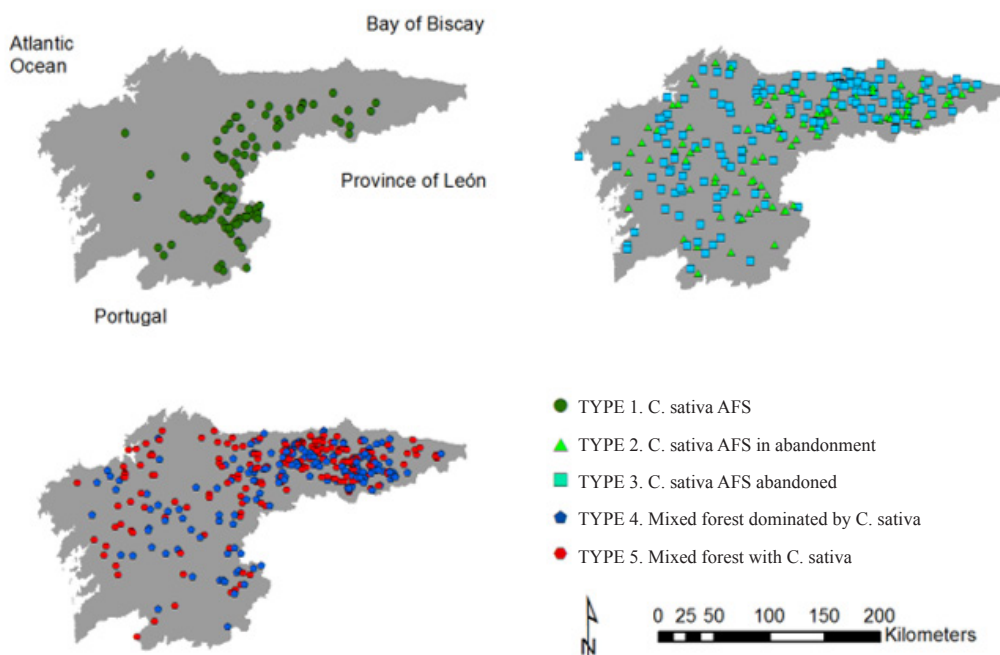 Bay of Biscay
Atlantic
Ocean
Province of León
Portugal
TYPE 1. C. sativa AFS
TYPE 2. C. sativa AFS in abandonment
TYPE 3. C. sativa AFS abandoned
TYPE 4. Mixed forest dominated by C. sativa
TYPE 5. Mixed forest with C. sativa
N
0 25 50 100 150 200
Kilometers